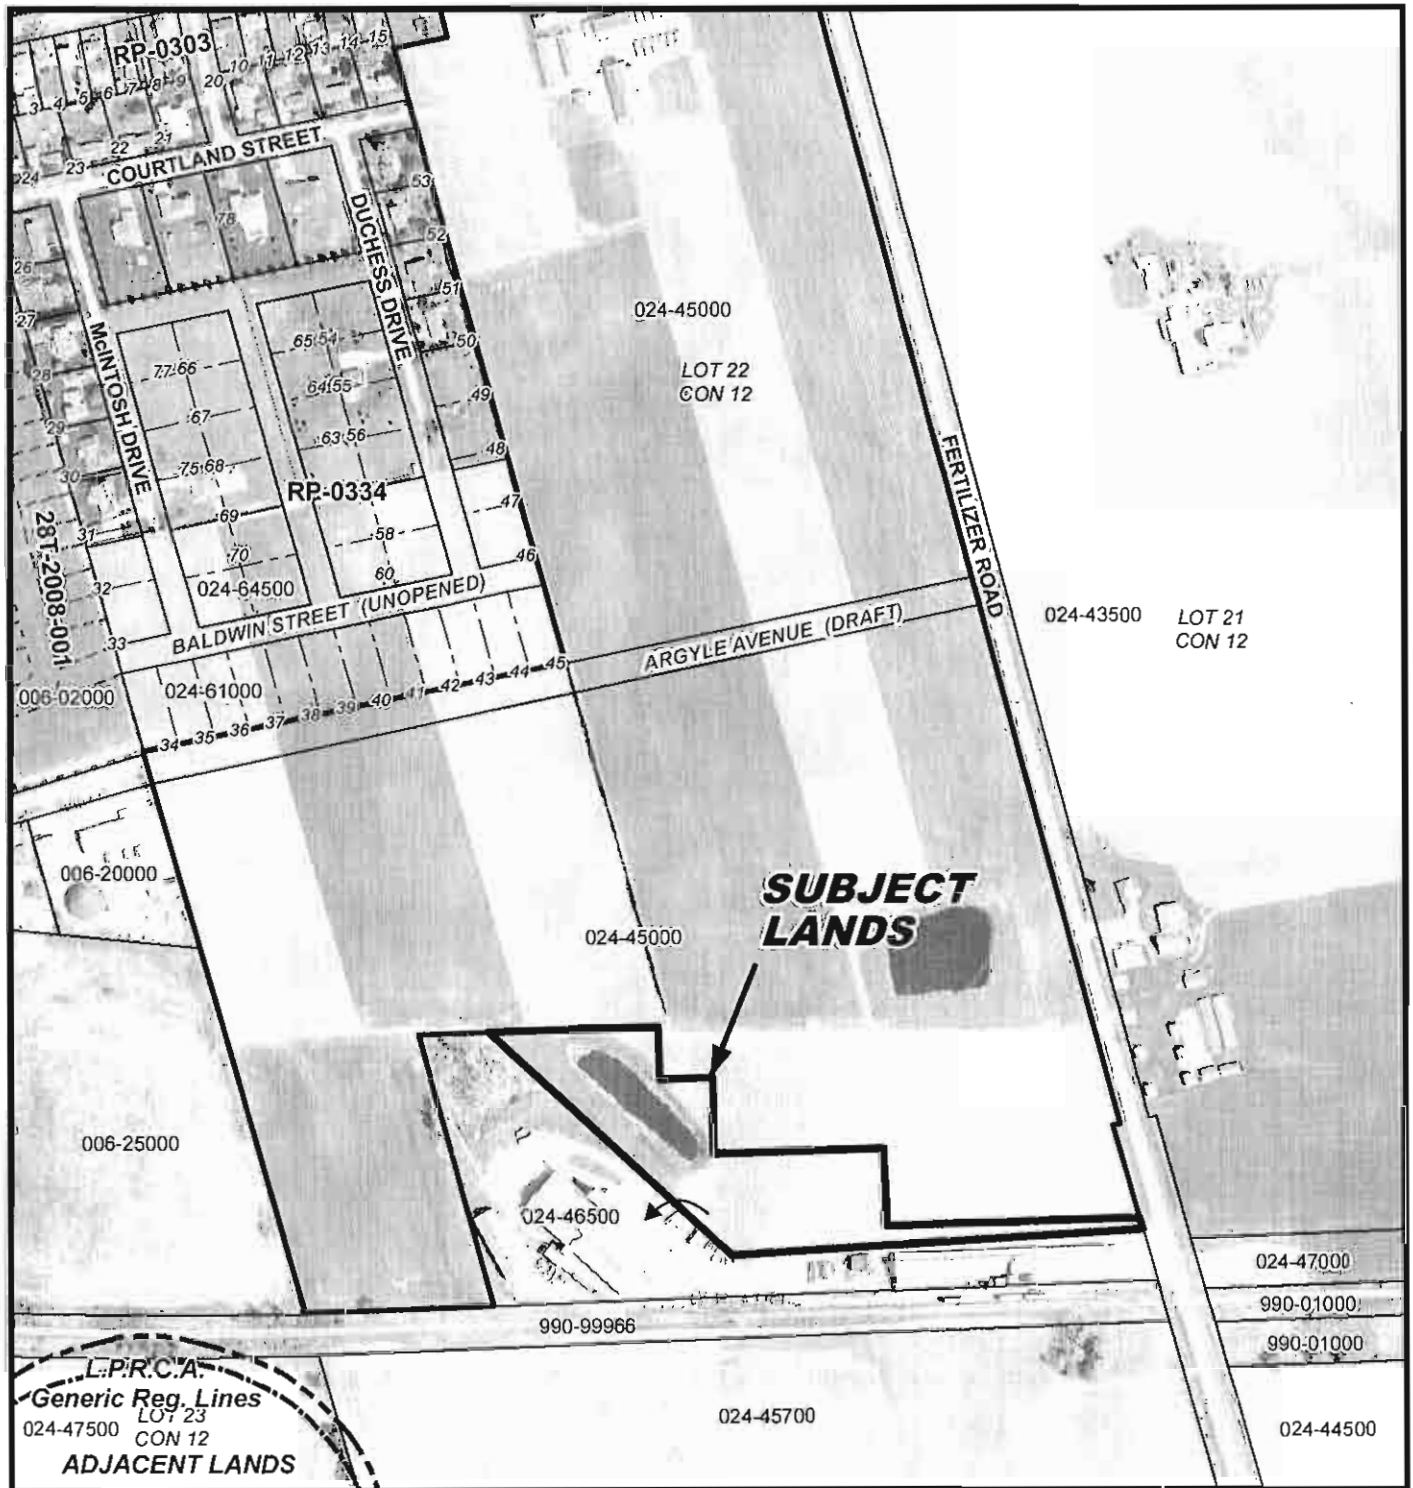 RP-0303
3 4 5 6 7 8 9 20 10 11 12 13 14 15
24 23 22 21
COURTLAND STREET
78
53
52
51
50
49
48
47
46
DUCHESS DRIVE
26
27
28
29
30
31
32
33
McINTOSH DRIVE
77 66
67
75 68
69
70
65 54
64 55
63 56
58
60
RP-0334
28T-2008-001
024-64500
BALDWIN STREET (UNOPENED)
006-02000
024-61000
34 35 36 37 38 39 40 41 42 43 44 45
024-45000
LOT 22
CON 12
FERTILIZER ROAD
ARGYLE AVENUE (DRAFT)
024-43500
LOT 21
CON 12
006-20000
024-45000
SUBJECT
LANDS
006-25000
024-46500
024-47000
990-01000
990-01000
990-99966
L.P.R.C.A.
Generic Reg. Lines
LOT 23
024-47500
CON 12
ADJACENT LANDS
024-45700
024-44500